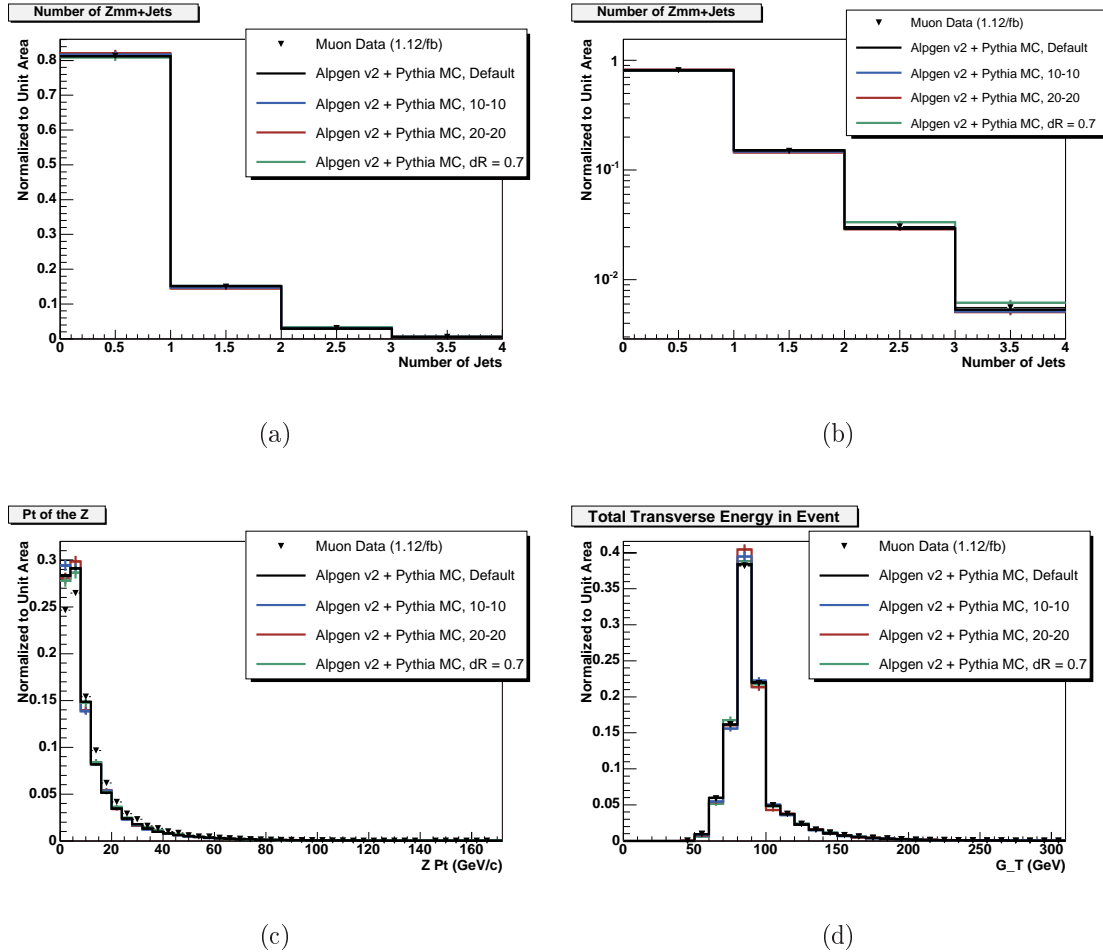 Number of Zmm+Jets
Normalized to Unit Area
Muon Data (1.12/fb)
Alpgen v2 + Pythia MC, Default
Alpgen v2 + Pythia MC, 10-10
Alpgen v2 + Pythia MC, 20-20
Alpgen v2 + Pythia MC, dR = 0.7
0.8
0.7
0.6
0.5
0.4
0.3
0.2
0.1
0
0 0.5 1 1.5 2 2.5 3 3.5 4
Number of Jets
(a)
Number of Zmm+Jets
Normalized to Unit Area
Muon Data (1.12/fb)
Alpgen v2 + Pythia MC, Default
Alpgen v2 + Pythia MC, 10-10
Alpgen v2 + Pythia MC, 20-20
Alpgen v2 + Pythia MC, dR = 0.7
1
10-1
10-2
0 0.5 1 1.5 2 2.5 3 3.5 4
Number of Jets
(b)
Pt of the Z
Normalized to Unit Area
Muon Data (1.12/fb)
Alpgen v2 + Pythia MC, Default
Alpgen v2 + Pythia MC, 10-10
Alpgen v2 + Pythia MC, 20-20
Alpgen v2 + Pythia MC, dR = 0.7
0.3
0.25
0.2
0.15
0.1
0.05
0
0 20 40 60 80 100 120 140 160
Z Pt (GeV/c)
(c)
Total Transverse Energy in Event
Normalized to Unit Area
Muon Data (1.12/fb)
Alpgen v2 + Pythia MC, Default
Alpgen v2 + Pythia MC, 10-10
Alpgen v2 + Pythia MC, 20-20
Alpgen v2 + Pythia MC, dR = 0.7
0.4
0.35
0.3
0.25
0.2
0.15
0.1
0.05
0
0 50 100 150 200 250 300
G_T (GeV)
(d)